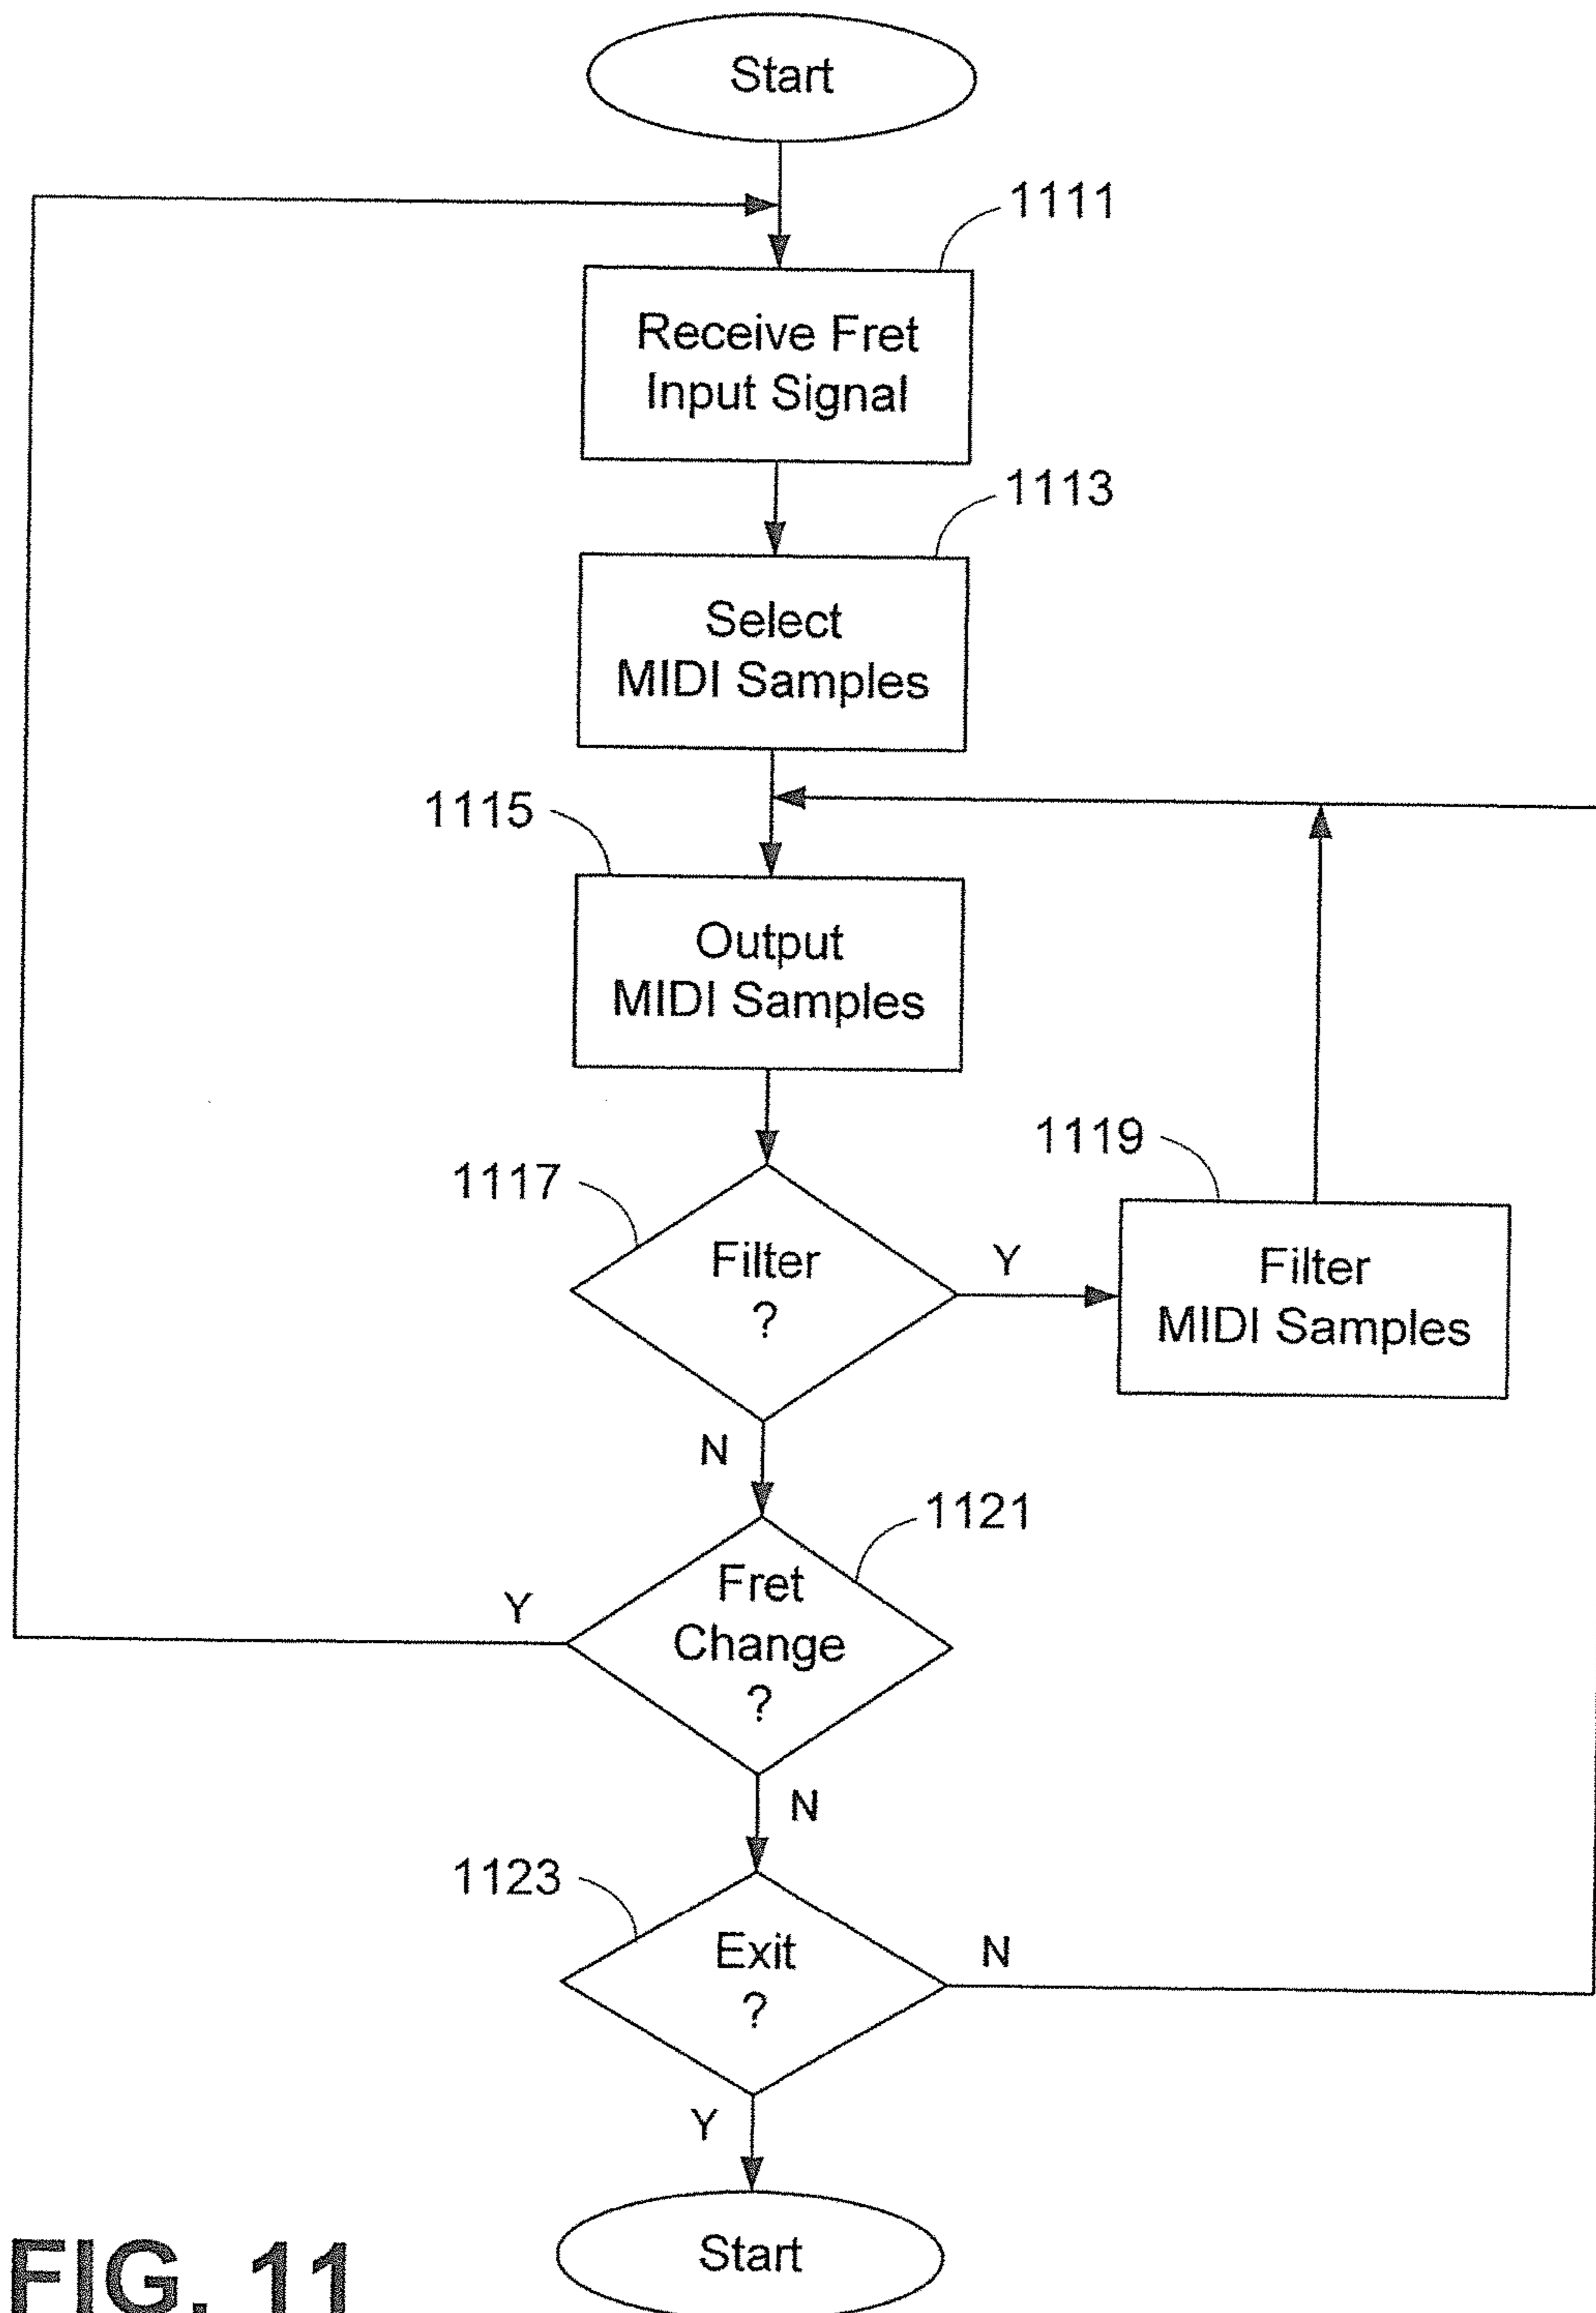 Start
1111
Receive Fret
Input Signal
1113
Select
MIDI Samples
1115
Output
MIDI Samples
1117
Filter
?
Y
1119
Filter
MIDI Samples
N
1121
Fret
Change
?
Y
N
1123
Exit
?
N
Y
Start
FIG. 11